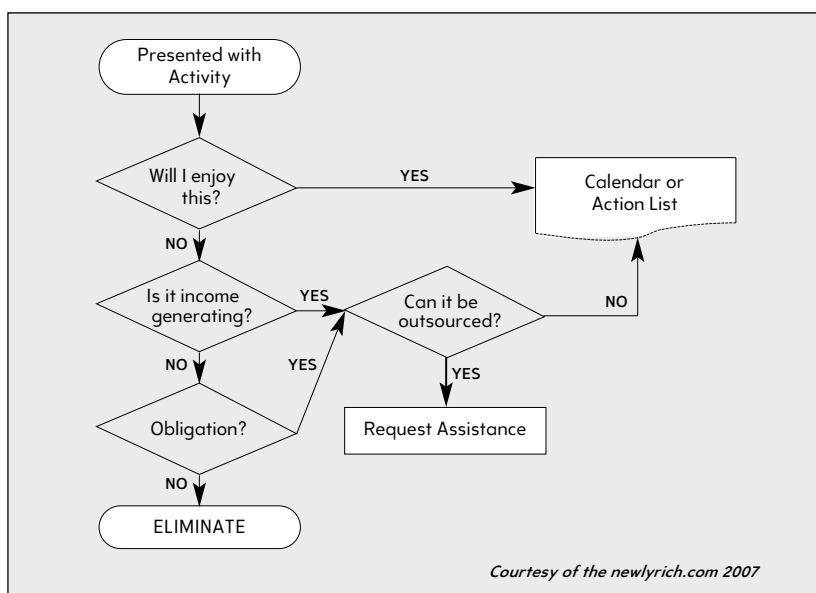 Presented with
Activity
Will I enjoy
this?
YES
Calendar or
Action List
NO
Is it income
generating?
YES
Can it be
outsourced?
NO
NO
YES
YES
Obligation?
Request Assistance
NO
ELIMINATE
Courtesy of the newlyrich.com 2007